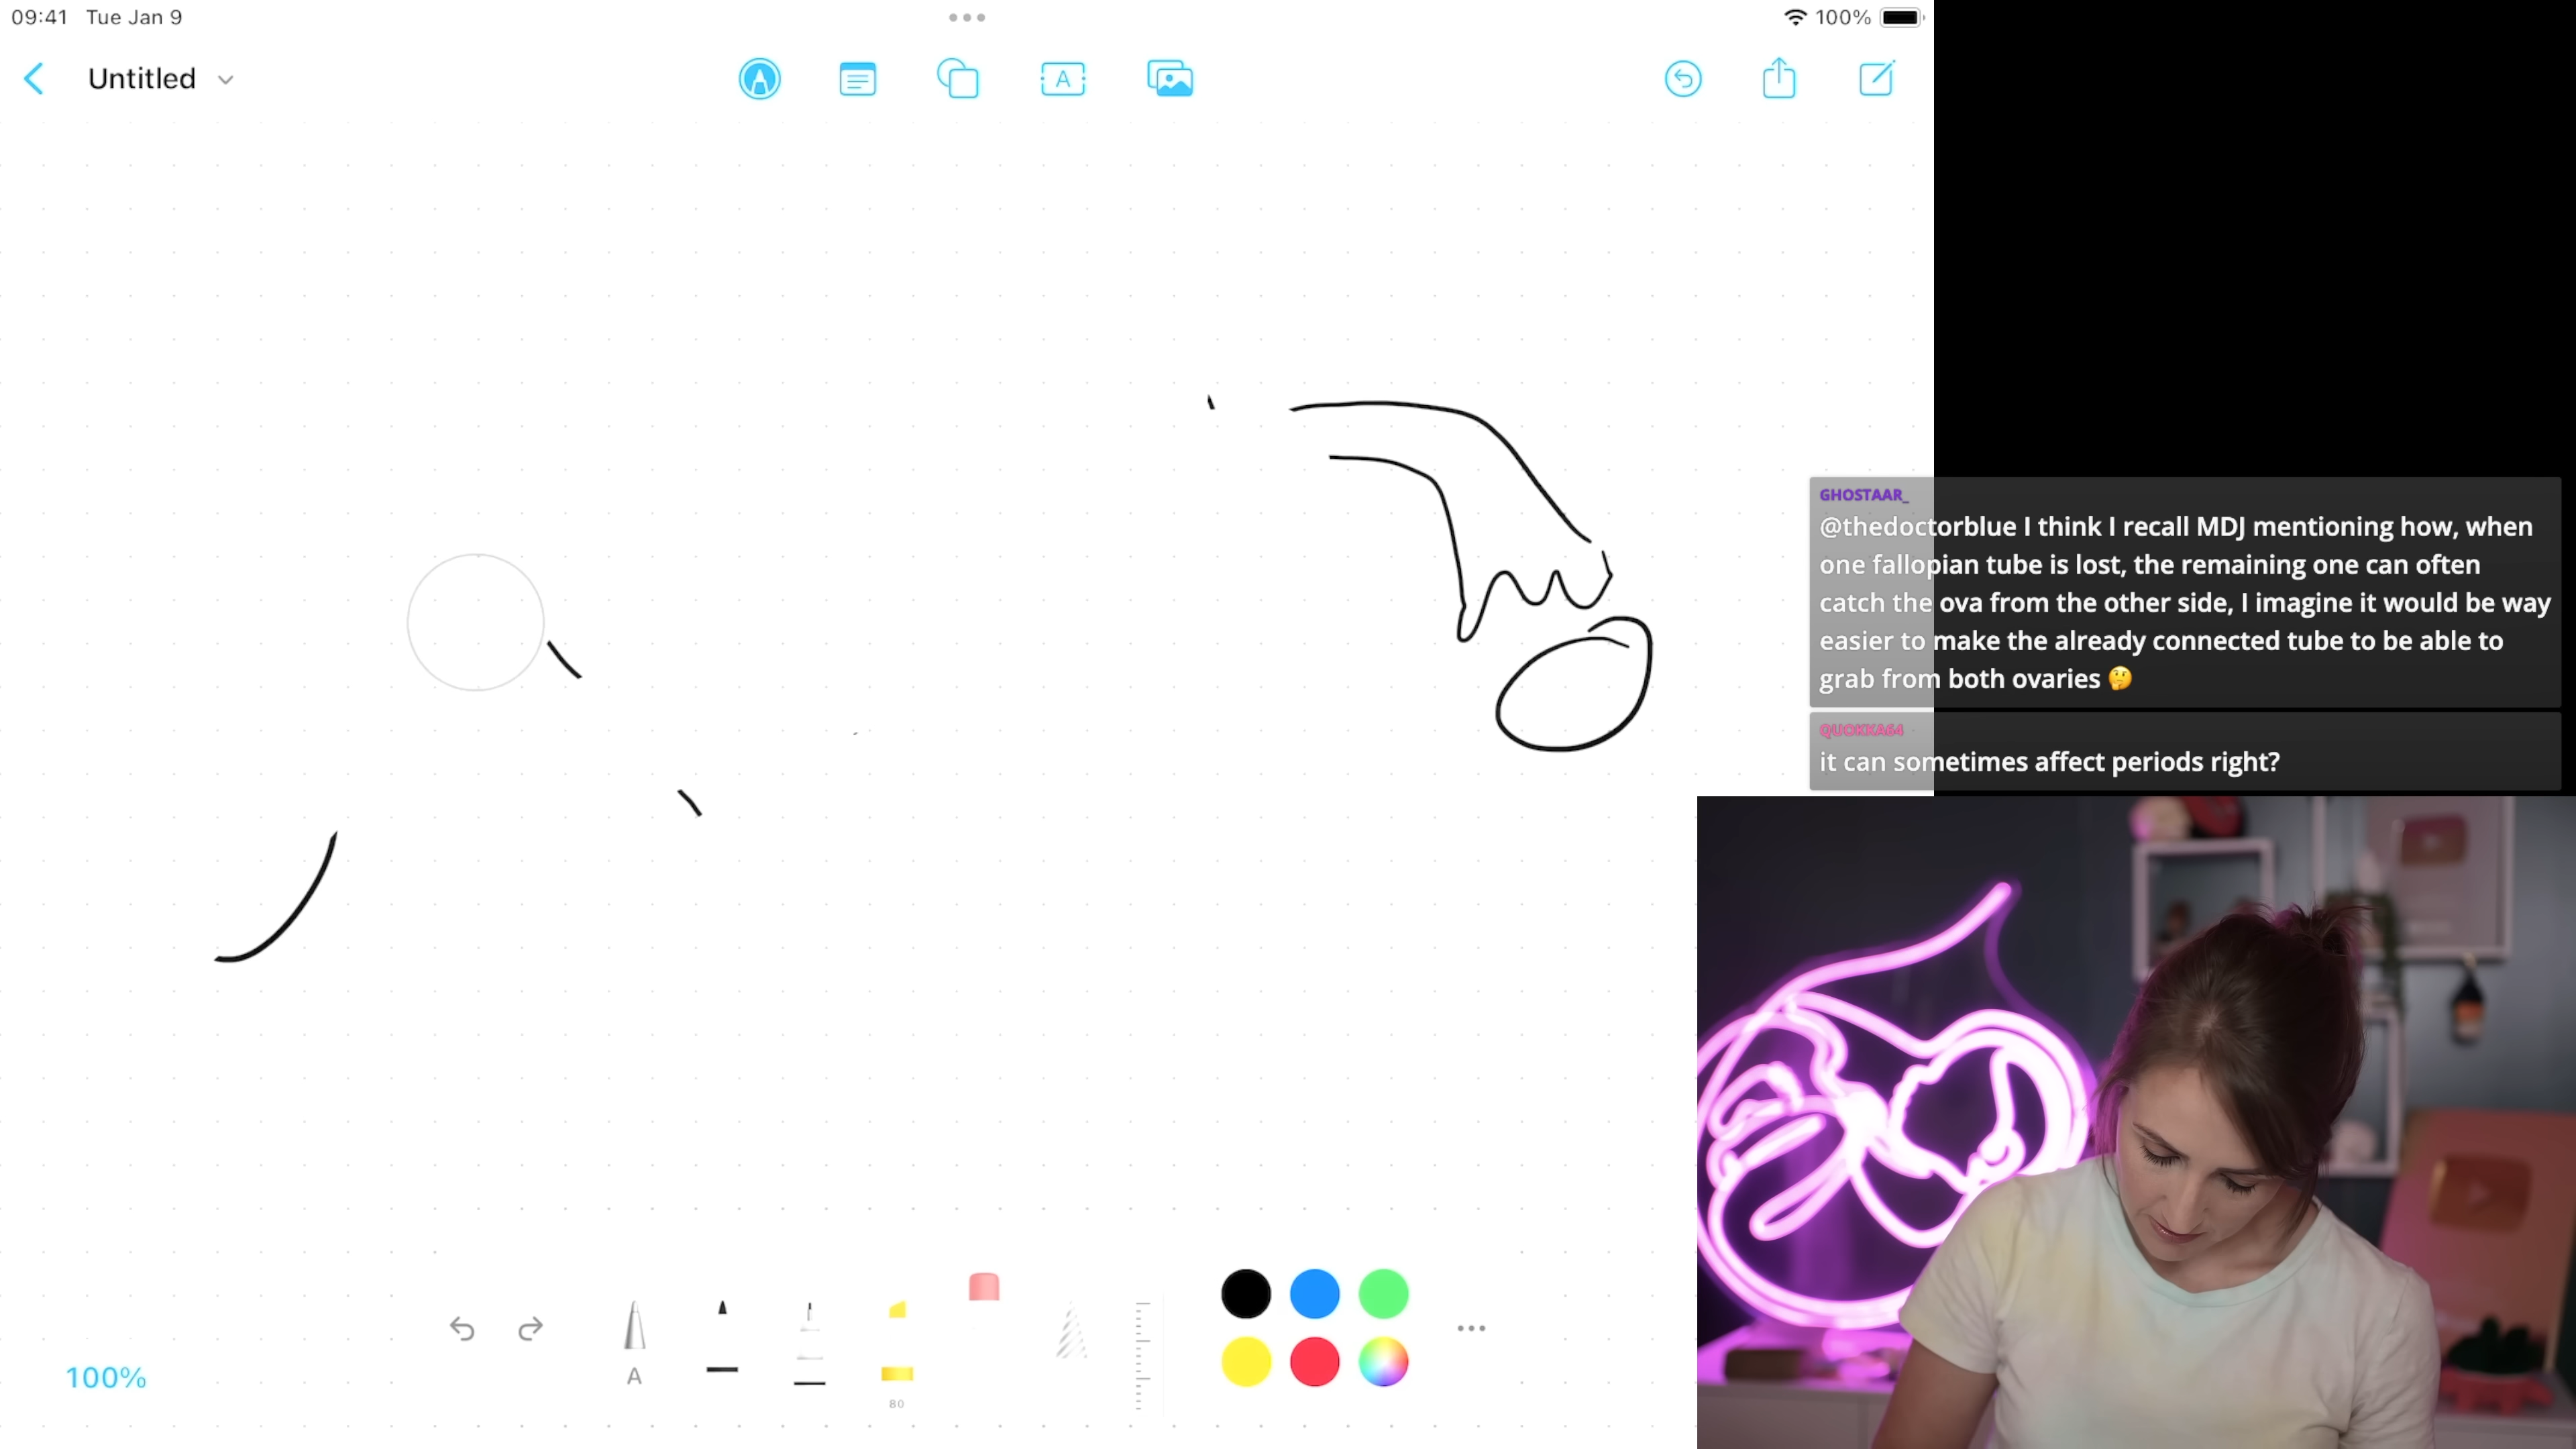 09:41 Tue Jan 9
100%
Untitled
A
GHOSTAAR_
@thedoctorblue I think I recall MDJ mentioning how, when
one fallopian tube is lost, the remaining one can often
catch the ova from the other side, I imagine it would be way
easier to make the already connected tube to be able to
grab from both ovaries 🤔
QUOKKA64
it can sometimes affect periods right?
A
80
100%